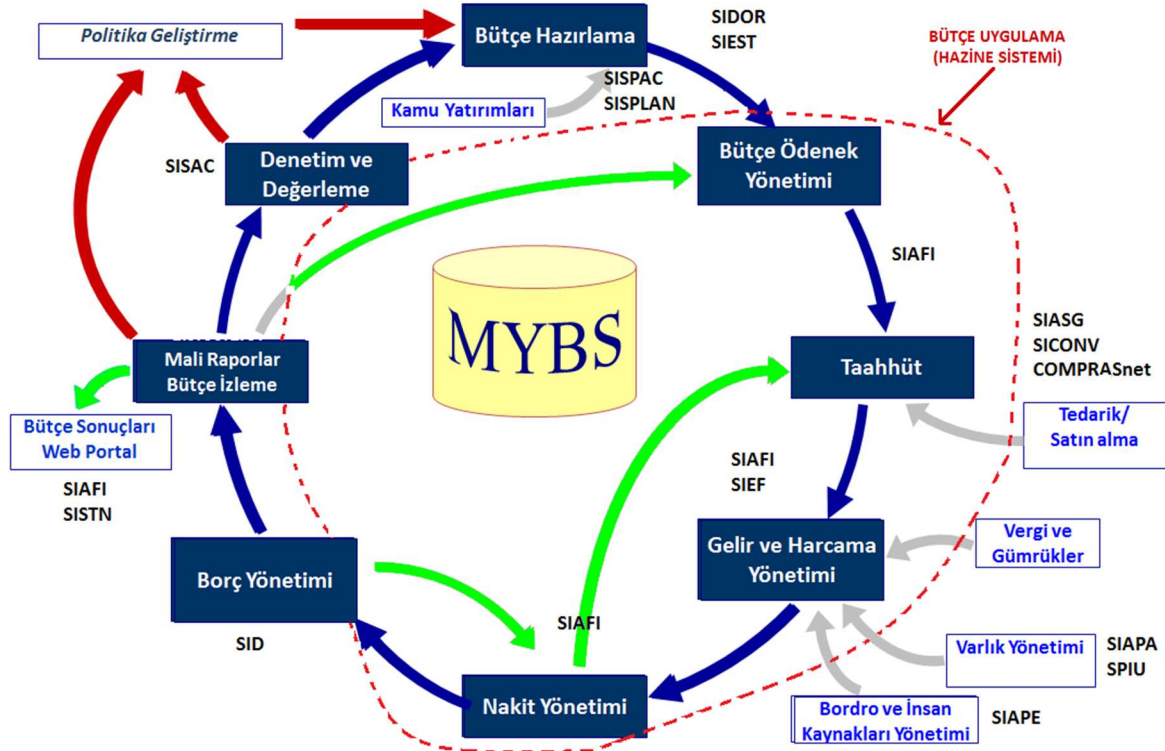 Politika Geliştirme
Bütçe Hazırlama
SIDOR
SIEST
BÜTÇE UYGULAMA
(HAZİNE SİSTEMİ)
SISPAC
SISPLAN
Kamu Yatırımları
SISAC
Denetim ve
Değerleme
Bütçe Ödenek
Yönetimi
SIAFI
MYBS
SIASG
SICONV
COMPRASnet
Mali Raporlar
Bütçe İzleme
Taahhüt
Tedarik/
Satın alma
Bütçe Sonuçları
Web Portal
SIAFI
SISTN
SIAFI
SIEF
Gelir ve Harcama
Yönetimi
Vergi ve
Gümrükler
Borç Yönetimi
SID
SIAFI
Varlık Yönetimi
SIAPA
SPIU
Nakit Yönetimi
Bordro ve İnsan
Kaynakları Yönetimi
SIAPE